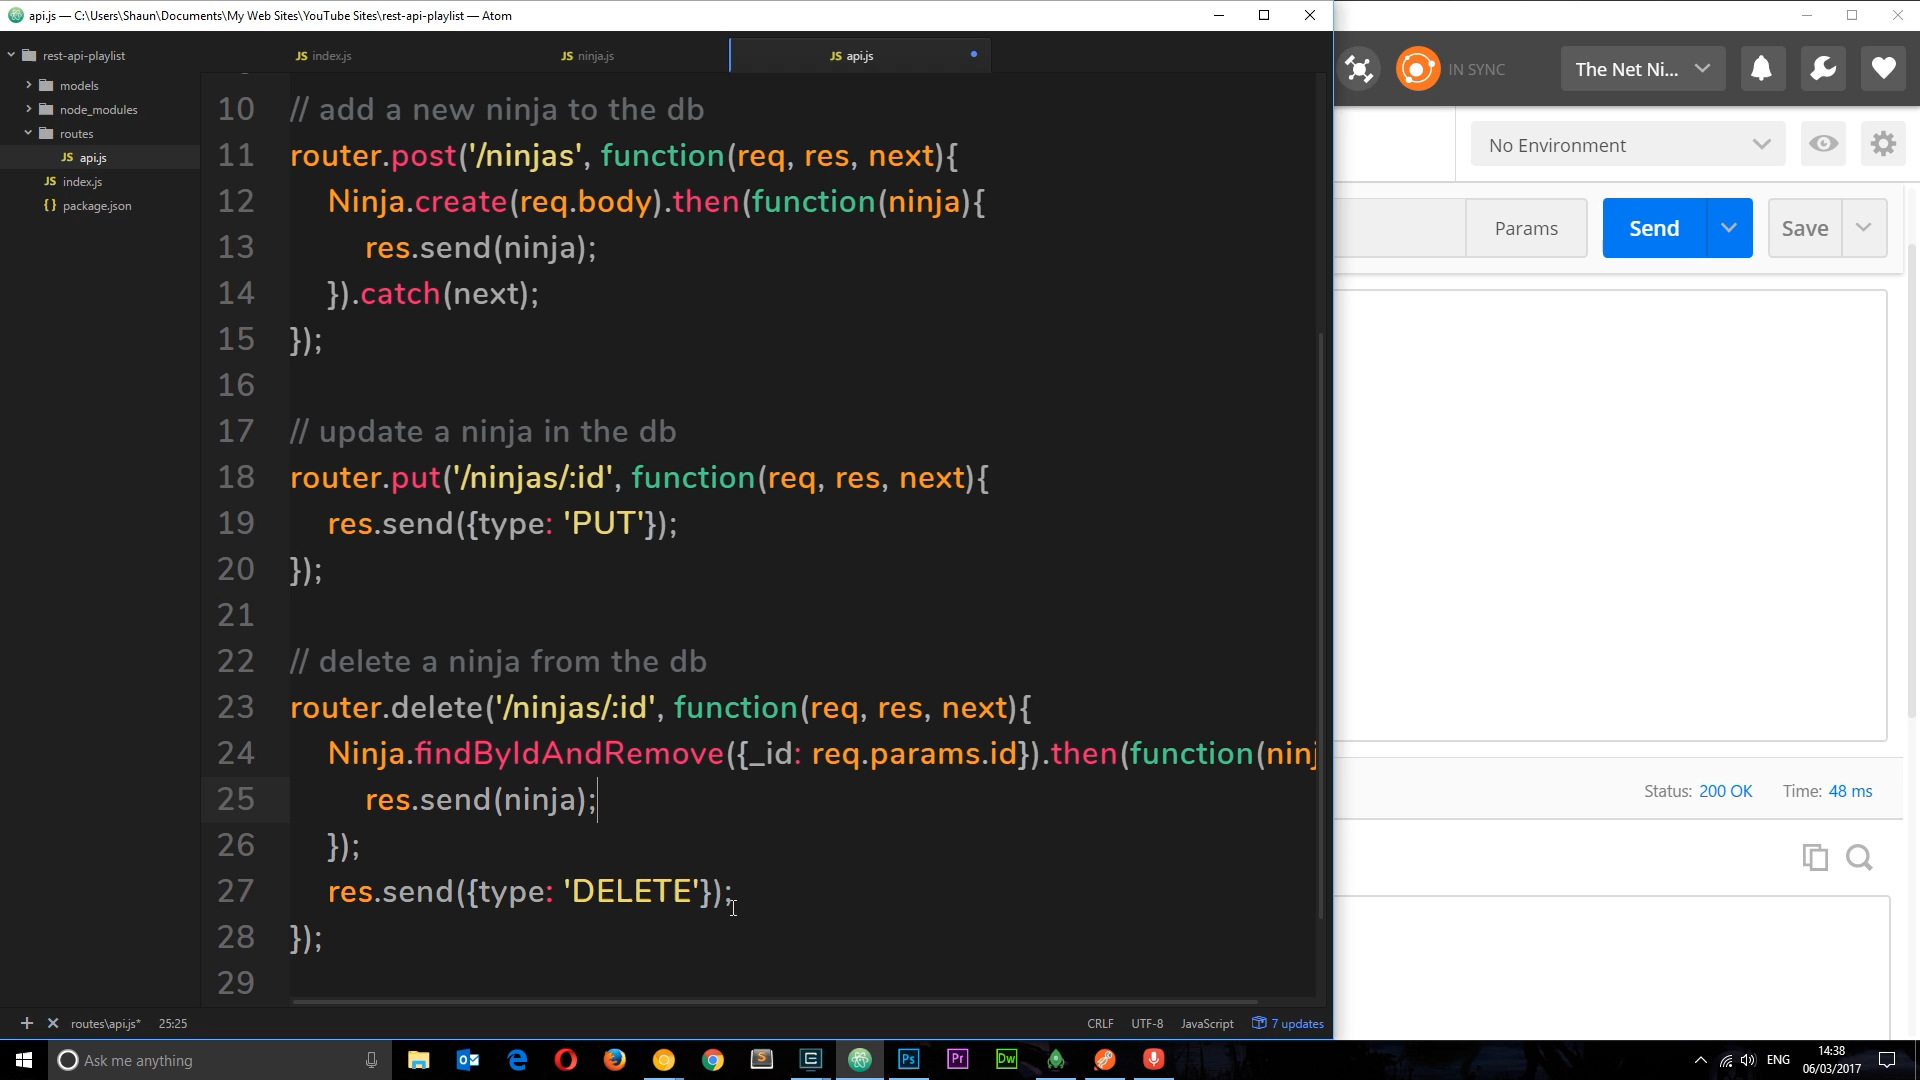 api.js — C:\Users\Shaun\Documents\My Web Sites\YouTube Sites\rest-api-playlist — Atom
rest-api-playlist
models
node_modules
routes
JS api.js
JS index.js
{} package.json
JS index.js
JS ninja.js
JS api.js
10 // add a new ninja to the db
11 router.post('/ninjas', function(req, res, next){
12 Ninja.create(req.body).then(function(ninja){
13 res.send(ninja);
14 }).catch(next);
15 });
16
17 // update a ninja in the db
18 router.put('/ninjas/:id', function(req, res, next){
19 res.send({type: 'PUT'});
20 });
21
22 // delete a ninja from the db
23 router.delete('/ninjas/:id', function(req, res, next){
24 Ninja.findByIdAndRemove({_id: req.params.id}).then(function(ninj
25 res.send(ninja);
26 });
27 res.send({type: 'DELETE'});
28 });
29
routes\api.js* 25:25
CRLF UTF-8 JavaScript 7 updates
IN SYNC
The Net Ni...
No Environment
Params
Send
Save
Status: 200 OK Time: 48 ms
Ask me anything
Ps
Pr
Dw
ENG
14:38
06/03/2017